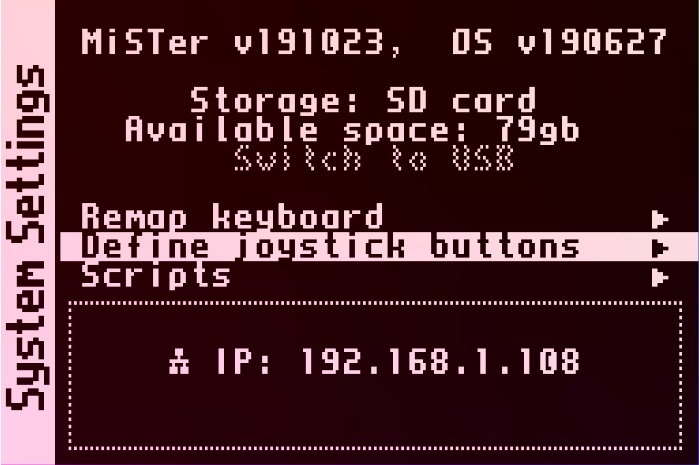 System Settings
MiSTer v191023, OS v190627
Storage: SD card
Available space: 79gb
Switch to USB
Remap keyboard ►
Define joystick buttons ►
Scripts ►
IP: 192.168.1.108